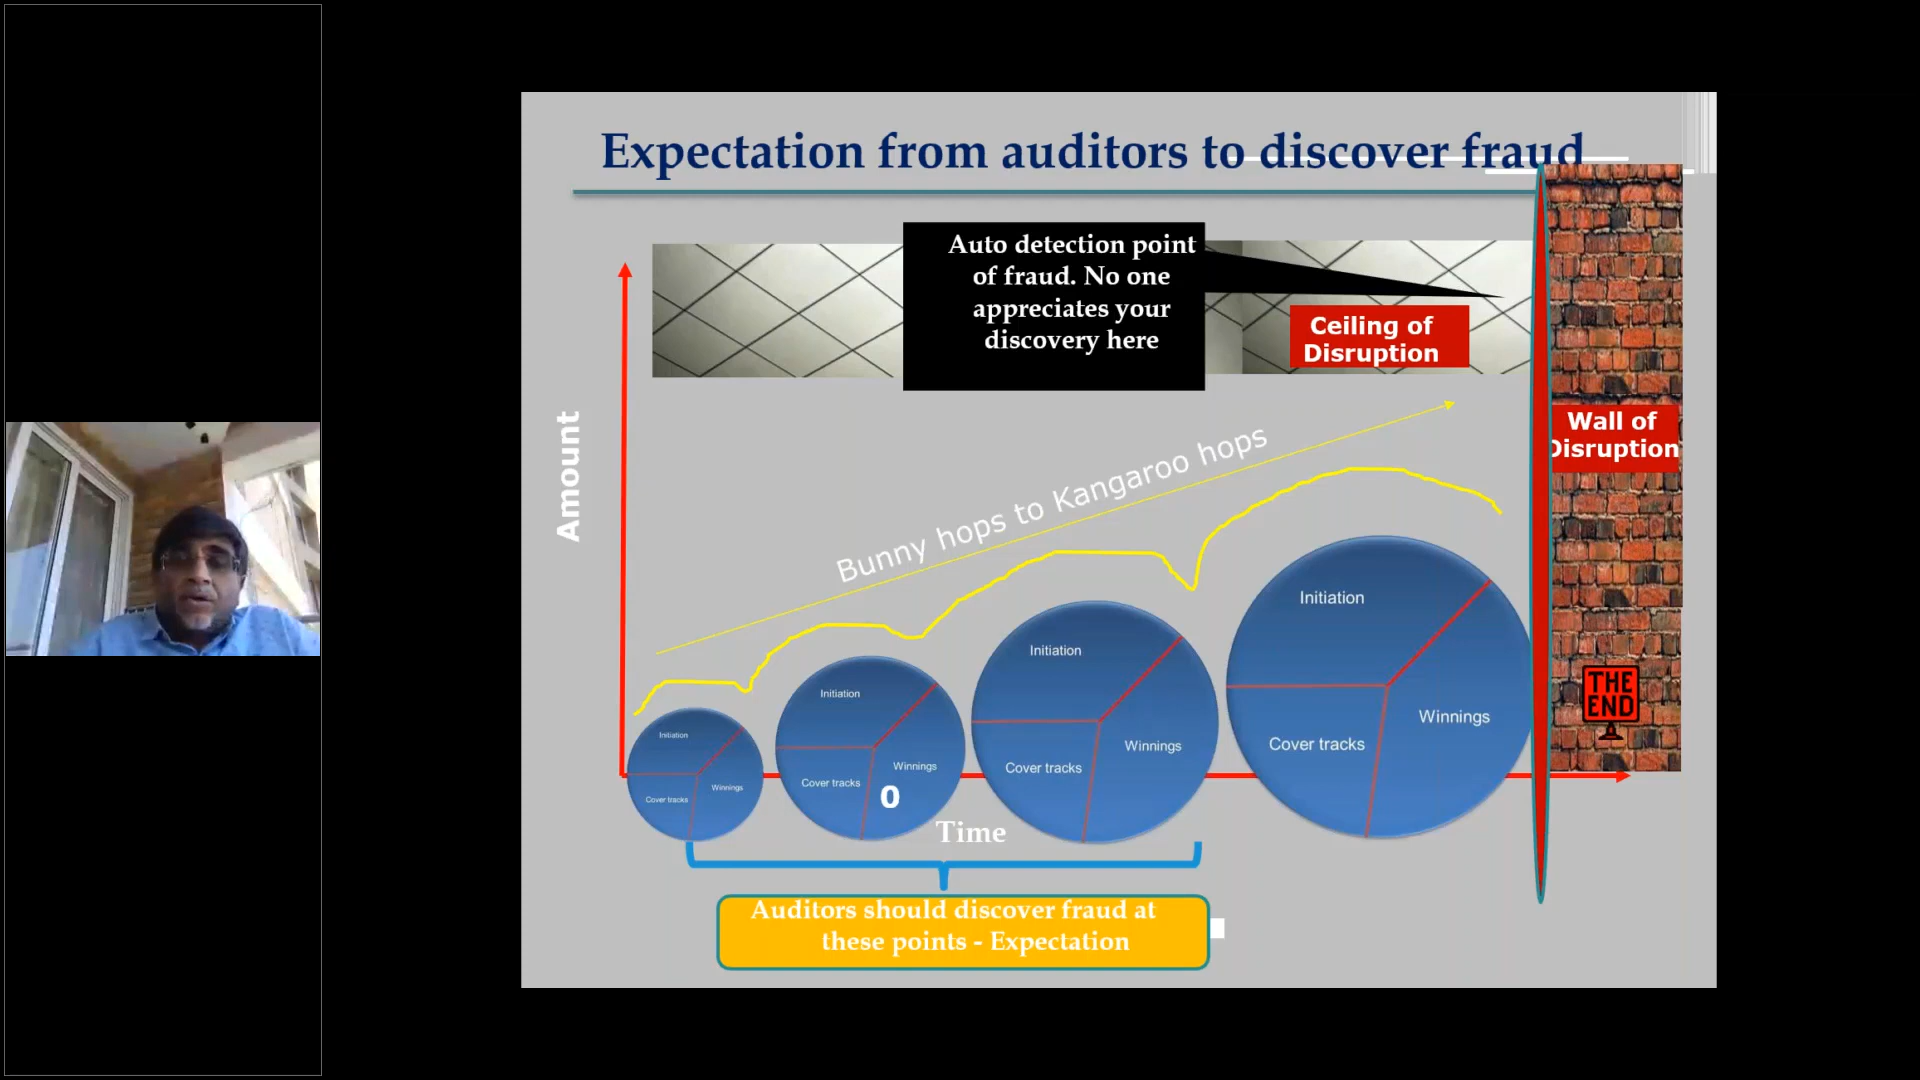 Expectation from auditors to discover fraud
Auto detection point
of fraud. No one
appreciates your
discovery here
Ceiling of
Disruption
Wall of
Disruption
Amount
Bunny hops to Kangaroo hops
Initiation
Winnings
Cover tracks
Initiation
Winnings
Cover tracks
0
Initiation
Winnings
Cover tracks
Initiation
Winnings
Cover tracks
THE
END
Time
Auditors should discover fraud at
these points - Expectation